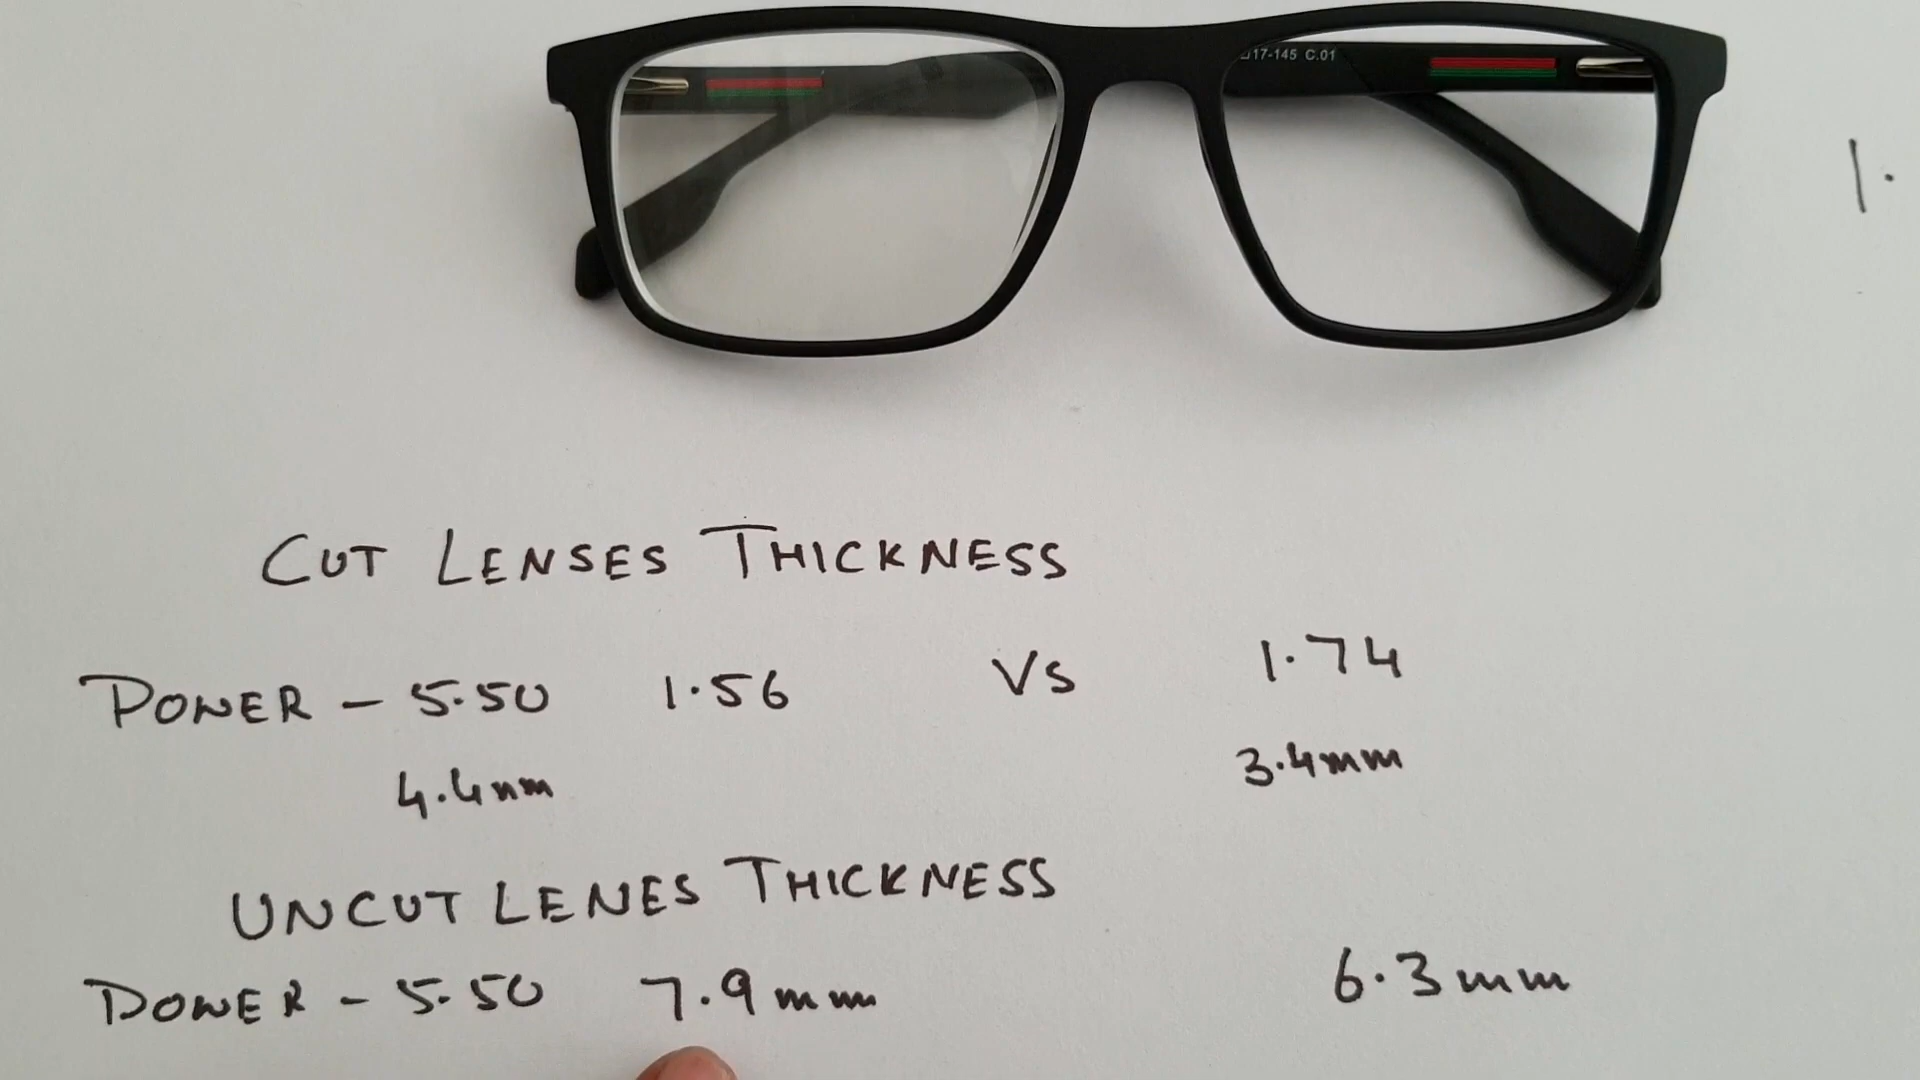 17-145 C.01
1.
CUT LENSES THICKNESS
POWER - 5.50 1.56 Vs 1.74
4.4mm 3.4mm
UNCUT LENES THICKNESS
POWER - 5.50 7.9mm 6.3mm